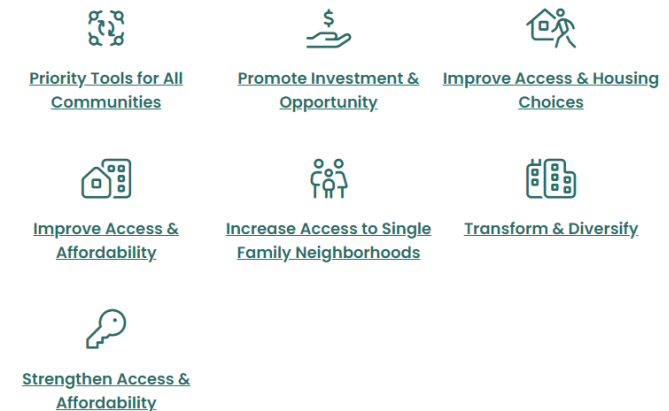 Priority Tools for All
Communities
Promote Investment &
Opportunity
Improve Access & Housing
Choices
Improve Access &
Affordability
Increase Access to Single
Family Neighborhoods
Transform & Diversify
Strengthen Access &
Affordability